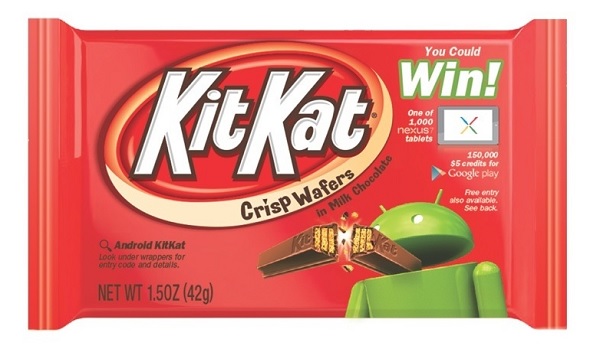 You Could
Win!
KitKat®
Crisp Wafers
in Milk Chocolate
One of
1,000
nexus 7
tablets
150,000
$5 credits for
Google play
Free entry
also available.
See back.
Android KitKat
Look under wrappers for
entry code and details.
Kit Kat
NET WT 1.5OZ (42g)